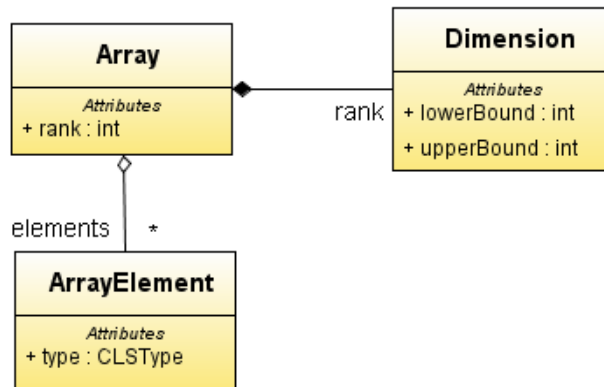 Array
Attributes
+ rank : int
Dimension
Attributes
+ lowerBound : int
+ upperBound : int
rank
elements *
ArrayElement
Attributes
+ type : CLSType